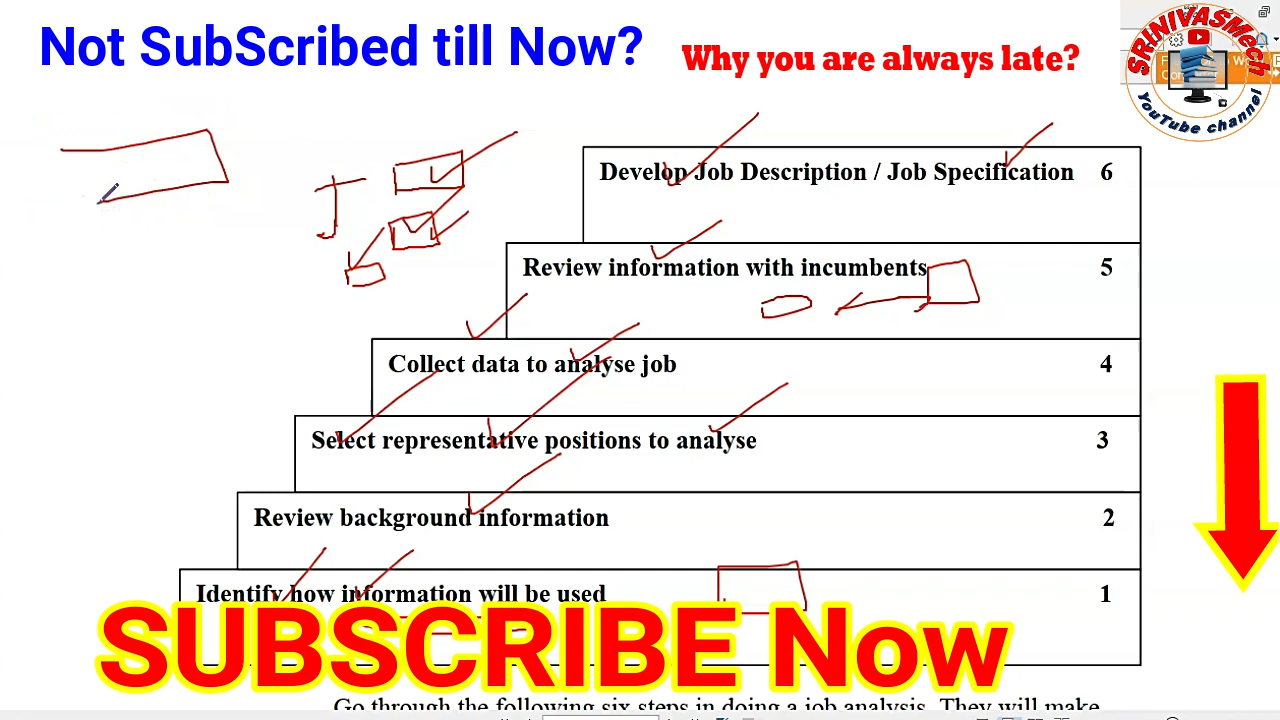 Not SubScribed till Now?
Why you are always late?
SRINIVASMech
YouTube channel
Develop Job Description / Job Specification 6
Review information with incumbents 5
Collect data to analyse job 4
Select representative positions to analyse 3
Review background information 2
Identify how information will be used 1
SUBSCRIBE Now
Go through the following six steps in doing a job analysis. They will make